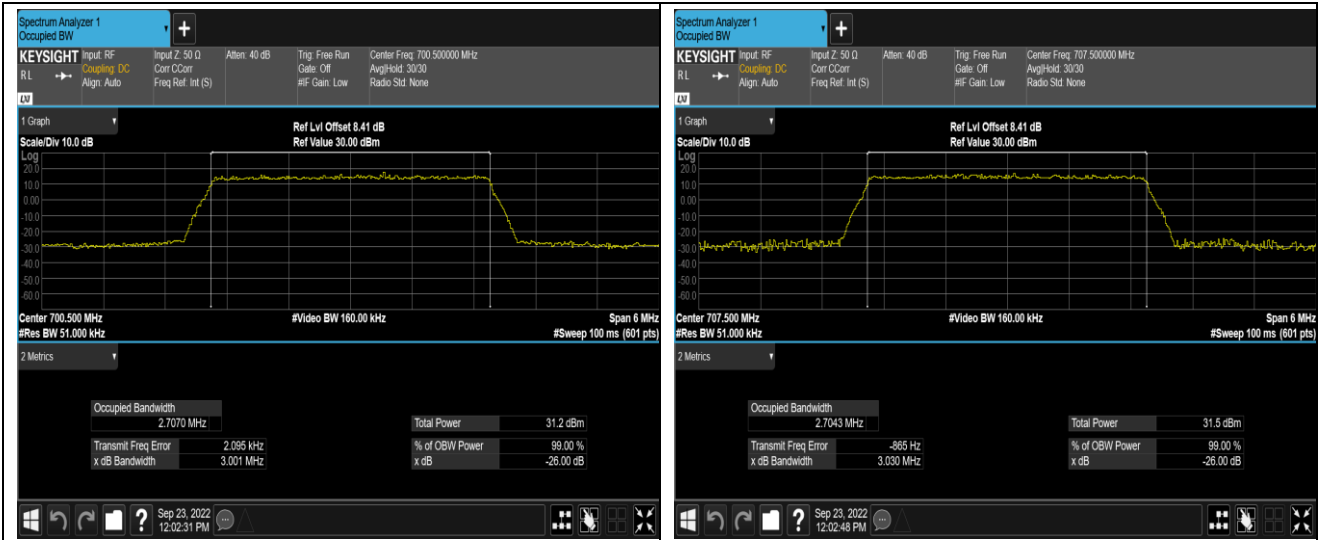 Spectrum Analyzer 1
Occupied BW
+
KEYSIGHT Input: RF Input Z: 50 Ω Atten: 40 dB Trig: Free Run Center Freq: 700.500000 MHz
RL Coupling: DC Corr CCorr Gate: Off Avg|Hold: 30/30
Align: Auto Freq Ref: Int (S) #IF Gain: Low Radio Std: None
LXI
1 Graph
Ref Lvl Offset 8.41 dB
Scale/Div 10.0 dB Ref Value 30.00 dBm
Log
20.0
10.0
0.00
-10.0
-20.0
-30.0
-40.0
-50.0
-60.0
Center 700.500 MHz #Video BW 160.00 kHz Span 6 MHz
#Res BW 51.000 kHz #Sweep 100 ms (601 pts)
2 Metrics
Occupied Bandwidth
2.7070 MHz Total Power 31.2 dBm
Transmit Freq Error 2.095 kHz % of OBW Power 99.00 %
x dB Bandwidth 3.001 MHz x dB -26.00 dB
? Sep 23, 2022
12:02:31 PM
Spectrum Analyzer 1
Occupied BW
+
KEYSIGHT Input: RF Input Z: 50 Ω Atten: 40 dB Trig: Free Run Center Freq: 707.500000 MHz
RL Coupling: DC Corr CCorr Gate: Off Avg|Hold: 30/30
Align: Auto Freq Ref: Int (S) #IF Gain: Low Radio Std: None
LXI
1 Graph
Ref Lvl Offset 8.41 dB
Scale/Div 10.0 dB Ref Value 30.00 dBm
Log
20.0
10.0
0.00
-10.0
-20.0
-30.0
-40.0
-50.0
-60.0
Center 707.500 MHz #Video BW 160.00 kHz Span 6 MHz
#Res BW 51.000 kHz #Sweep 100 ms (601 pts)
2 Metrics
Occupied Bandwidth
2.7043 MHz Total Power 31.5 dBm
Transmit Freq Error -865 Hz % of OBW Power 99.00 %
x dB Bandwidth 3.030 MHz x dB -26.00 dB
? Sep 23, 2022
12:02:48 PM